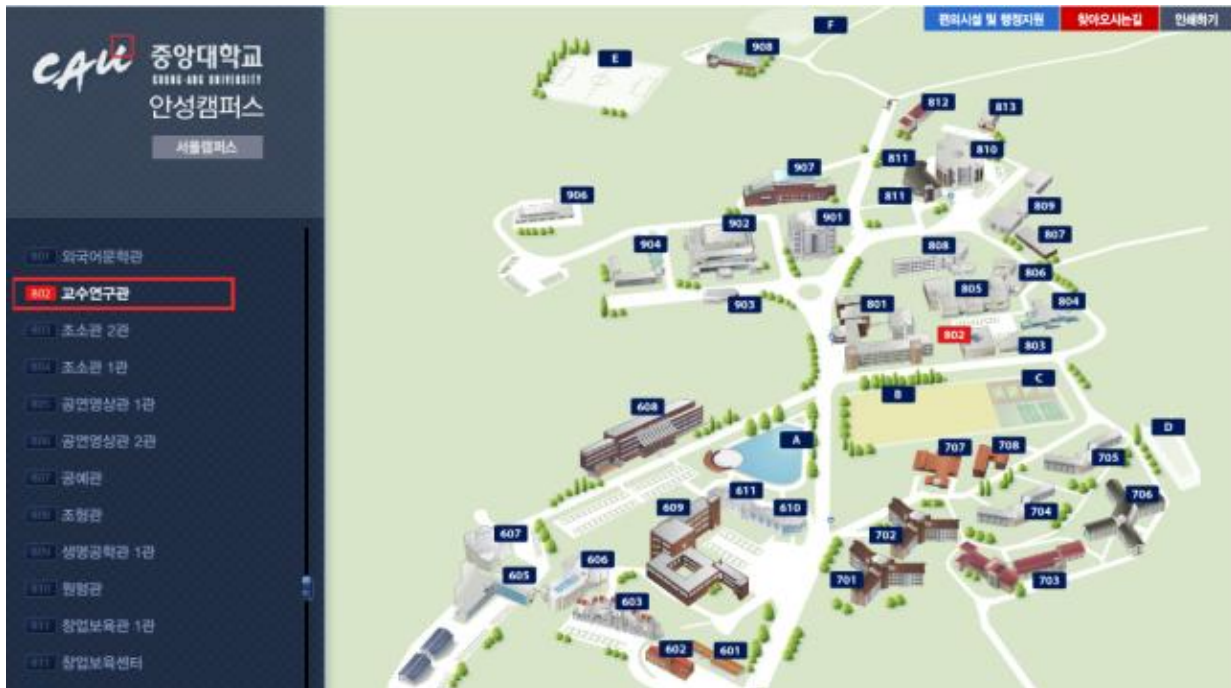 CAU
중앙대학교
CHUNG-ANG UNIVERSITY
안성캠퍼스
서울캠퍼스
801 외국어문학관
802 교수연구관
803 조소관 2관
804 조소관 1관
805 공연영상관 1관
806 공연영상관 2관
807 공예관
808 조형관
809 생명공학관 1관
810 원형관
811 창업보육관 1관
811 창업보육센터
편의시설 및 행정지원
찾아오시는길
인쇄하기
F
908
E
812
813
810
811
907
811
906
901
809
902
807
904
808
806
805
903
801
804
802
803
C
B
608
A
D
707
708
705
611
706
609
610
704
607
702
606
605
701
703
603
602
601